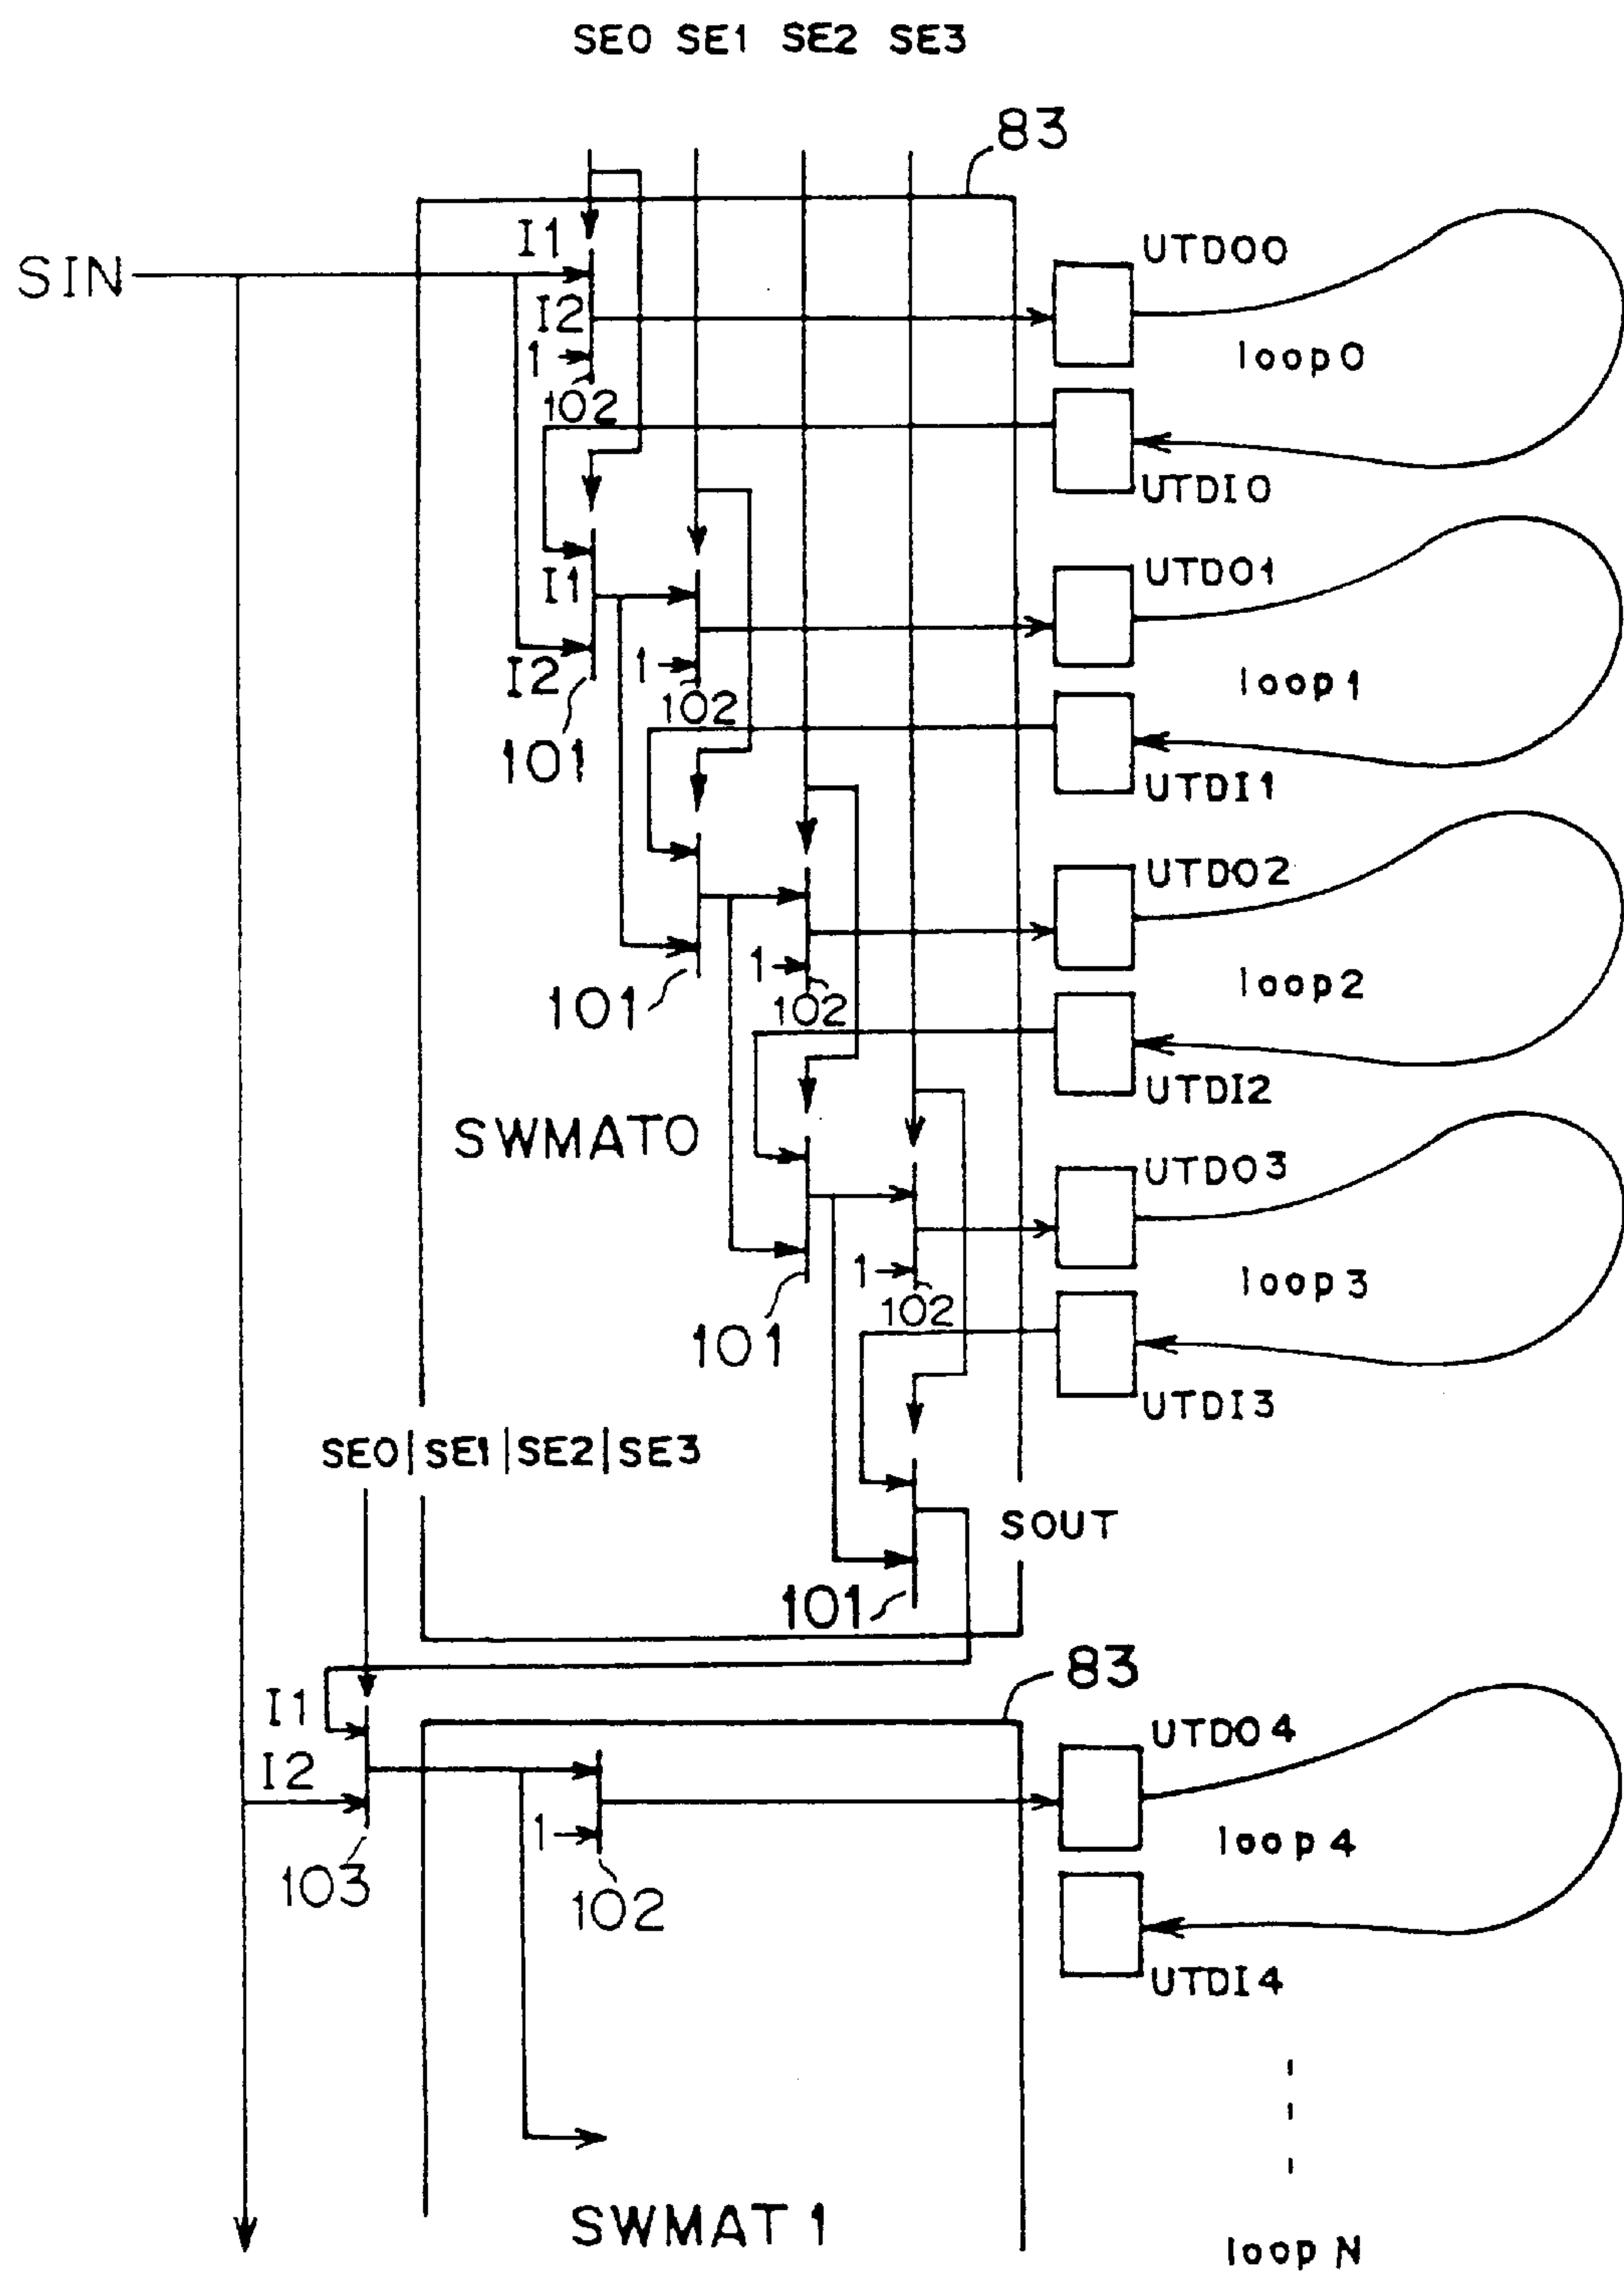 SE0 SE1 SE2 SE3
83
SIN
I1
I2
1
102
UTDO0
loop0
UTDI0
I1
I2
101
1
102
UTDO1
loop1
UTDI1
101
1
102
UTDO2
loop2
UTDI2
SWMAT0
101
1
102
UTDO3
loop3
UTDI3
SE0|SE1|SE2|SE3
SOUT
101
83
I1
I2
103
1
102
UTDO4
loop4
UTDI4
SWMAT 1
loop N